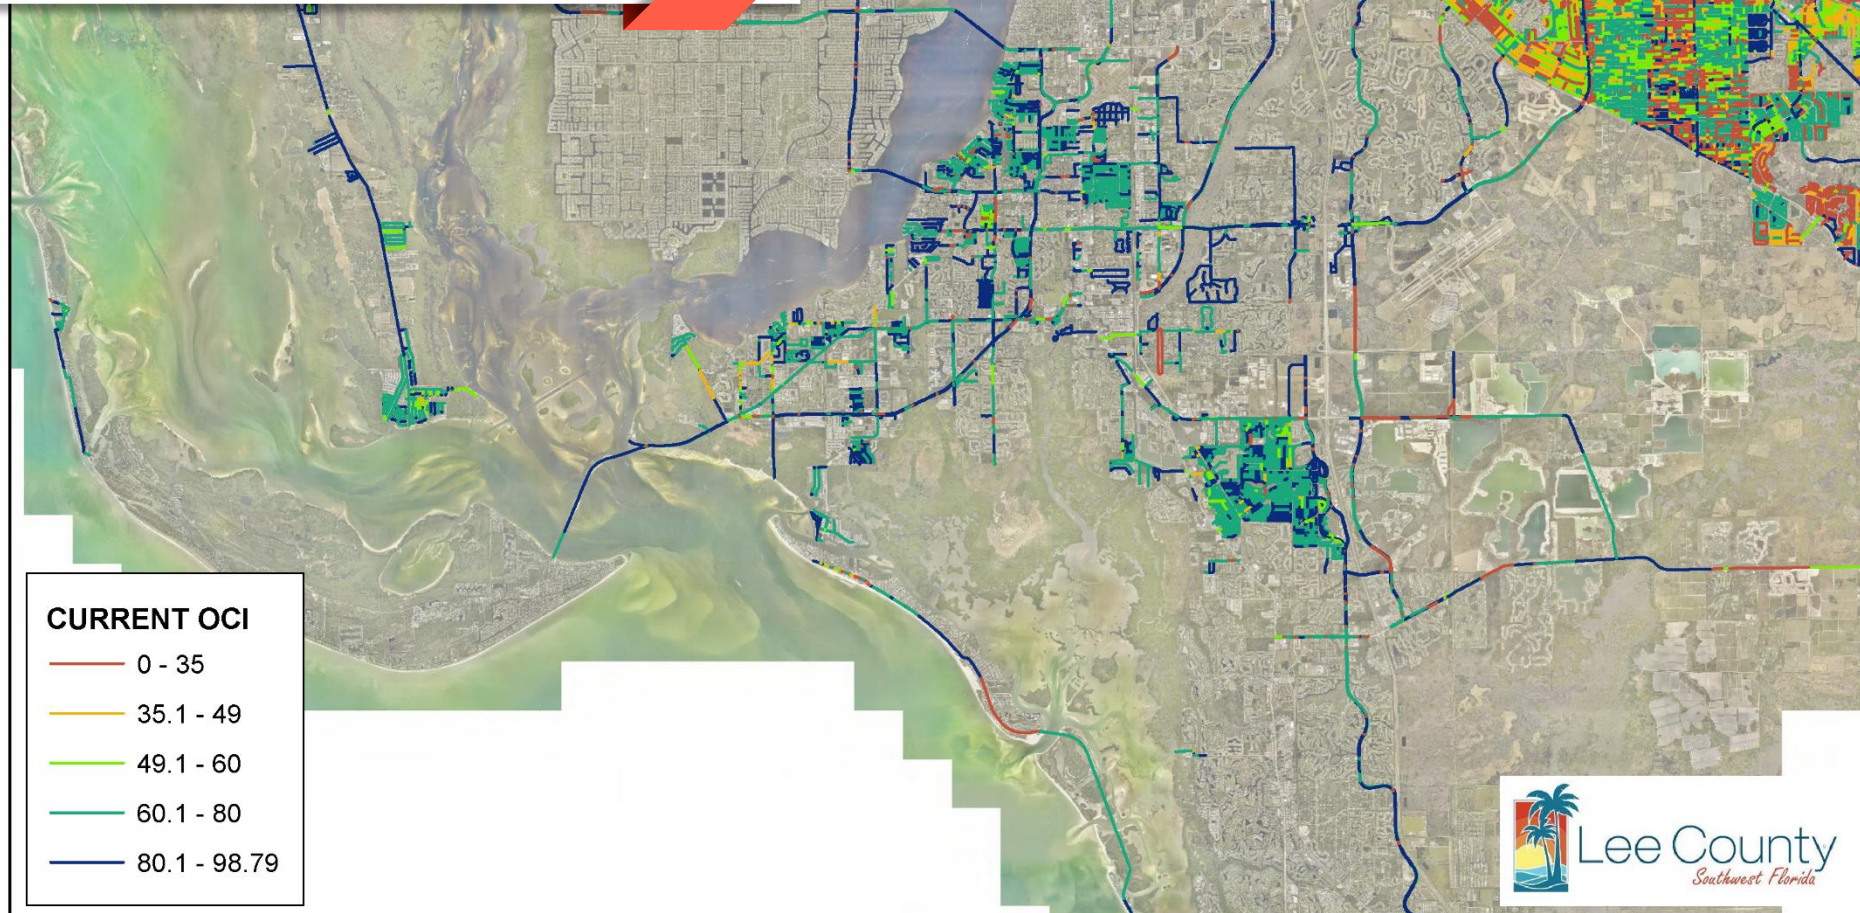 CURRENT OCI
0 - 35
35.1 - 49
49.1 - 60
60.1 - 80
80.1 - 98.79
Lee County
Southwest Florida